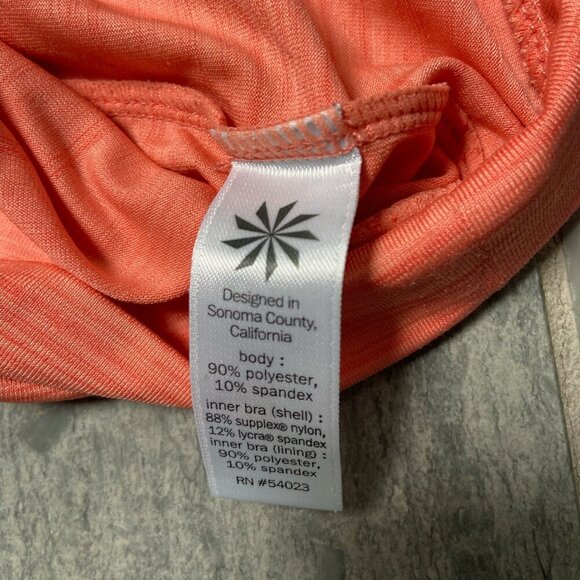 Designed in
Sonoma County,
California
body :
90% polyester,
10% spandex
inner bra (shell) :
88% supplex® nylon,
12% lycra® spandex
inner bra (lining) :
90% polyester,
10% spandex
RN #54023